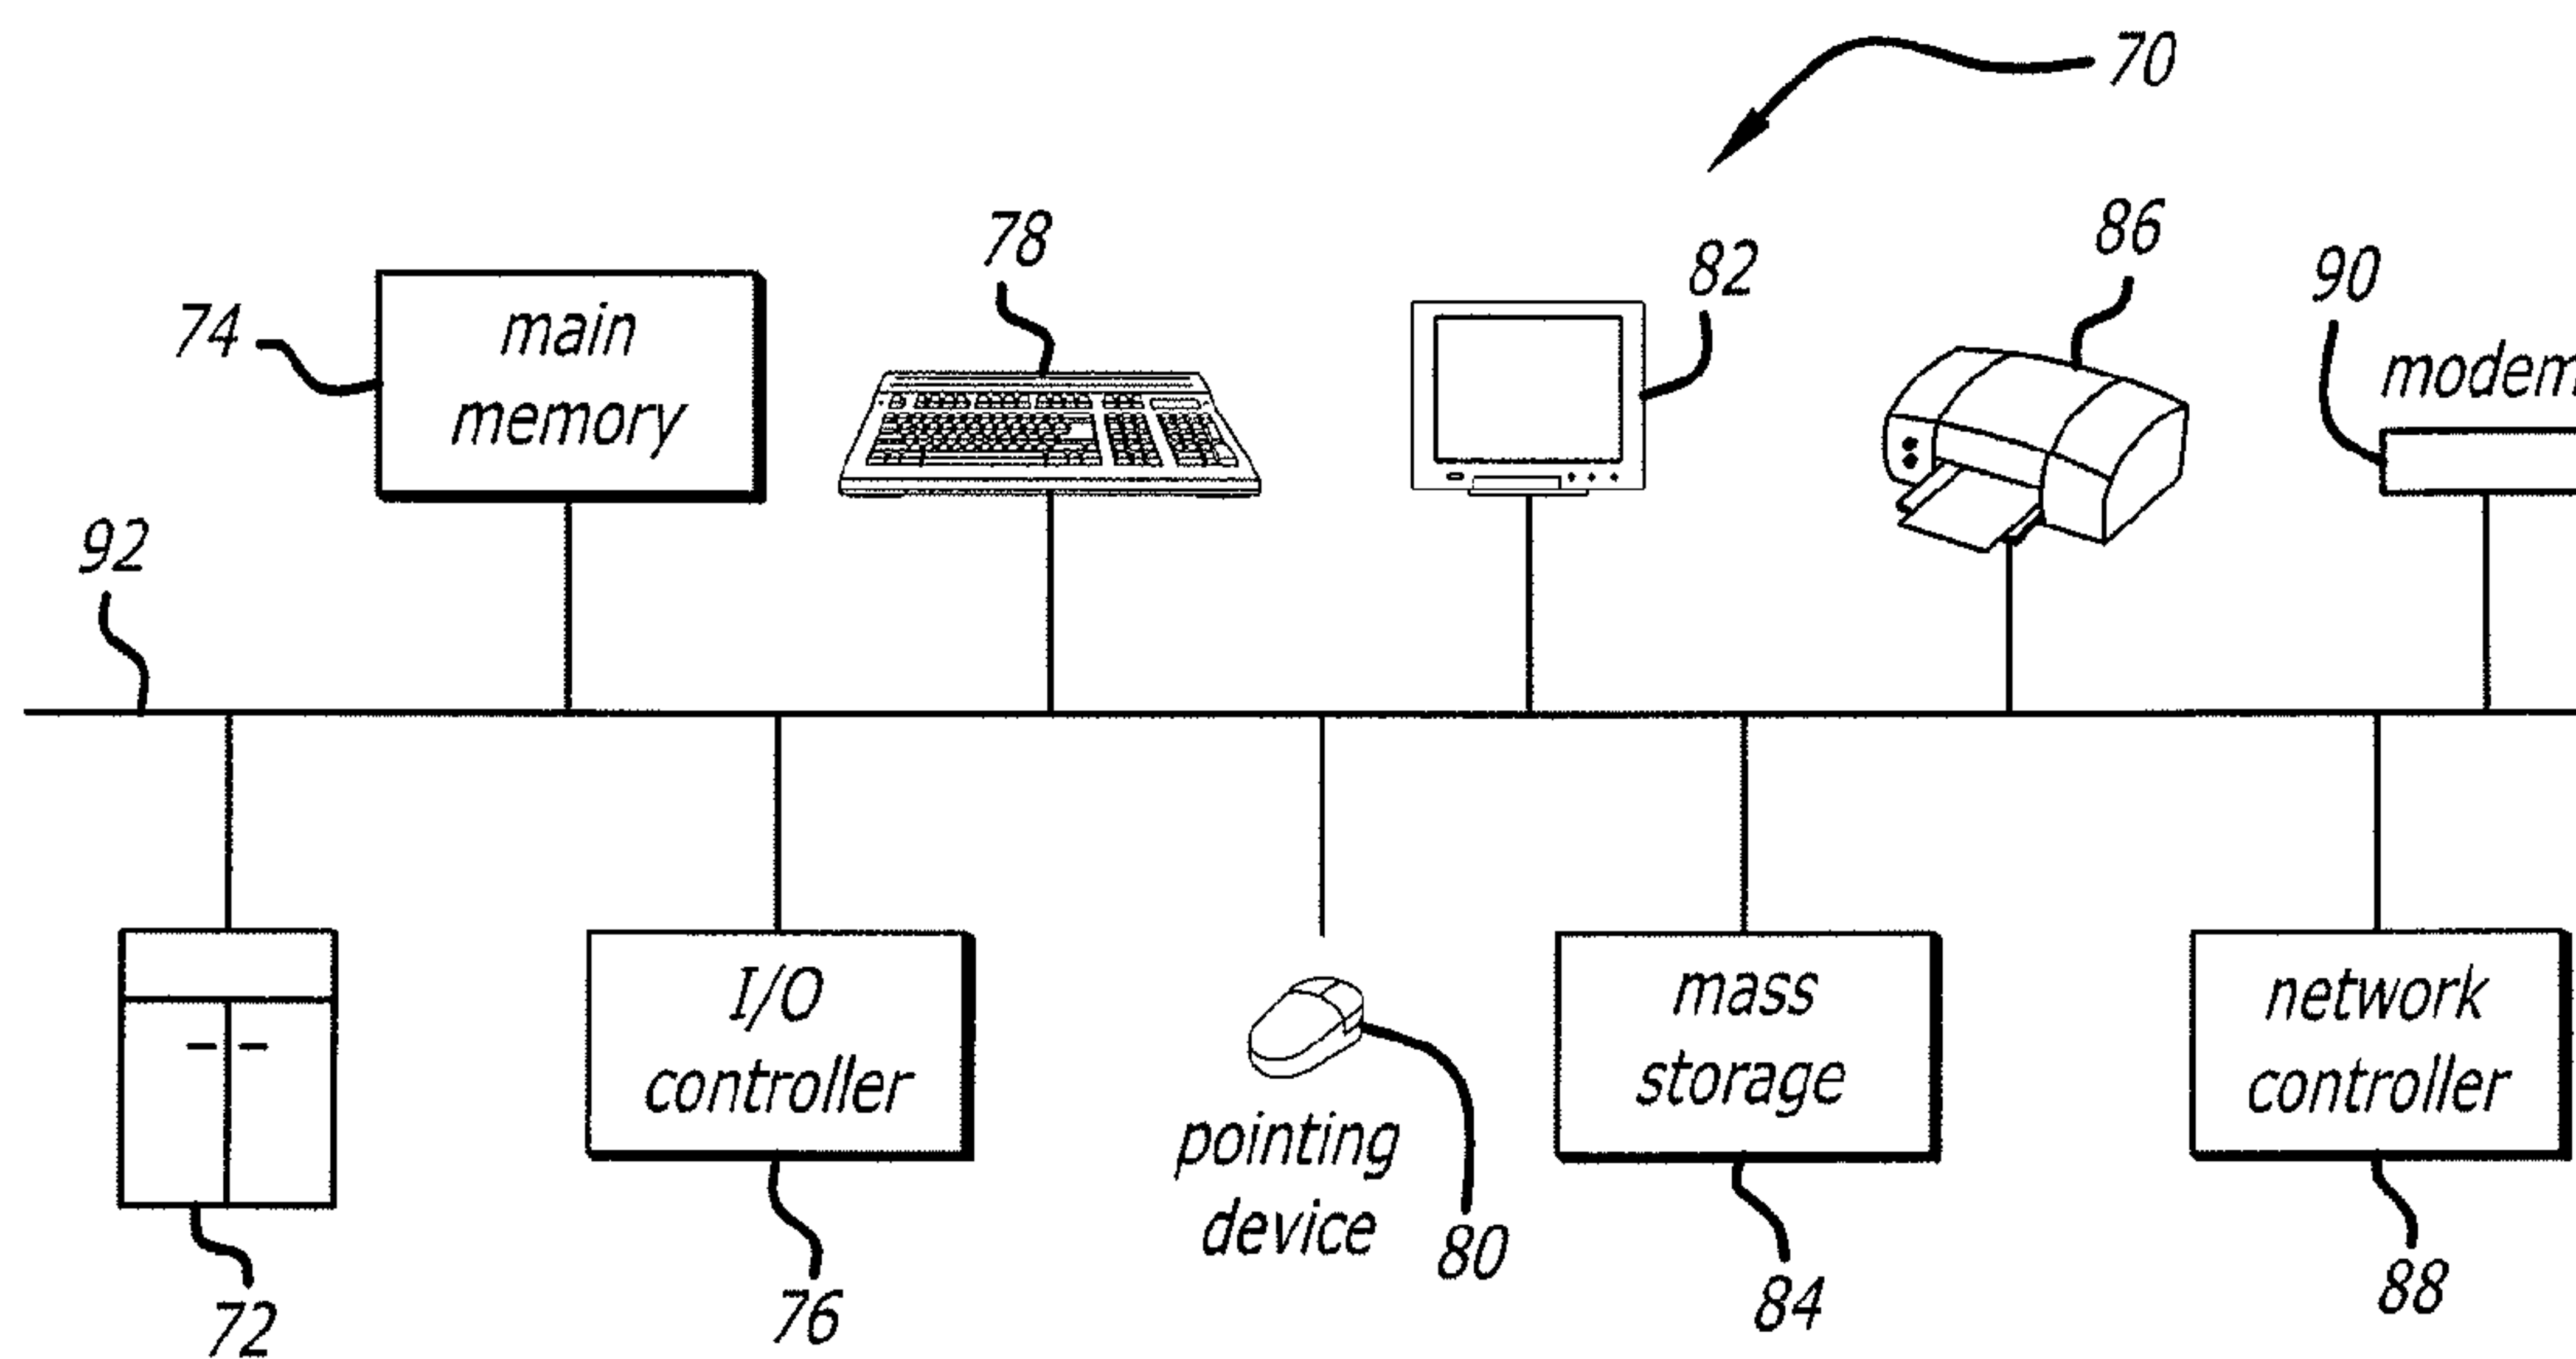 70
86
78
82
90
74
main
memory
modem
92
I/O
controller
mass
storage
network
controller
pointing
device
80
72
76
84
88